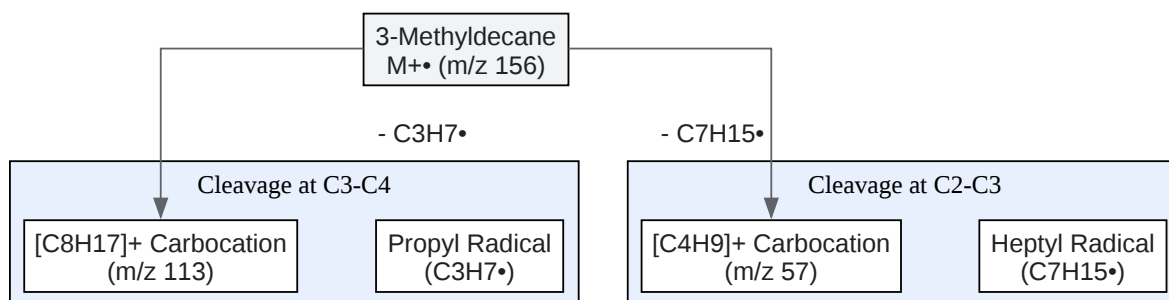 3-Methyldecane
M+• (m/z 156)
- C3H7•
- C7H15•
Cleavage at C3-C4
[C8H17]+ Carbocation
(m/z 113)
Propyl Radical
(C3H7•)
Cleavage at C2-C3
[C4H9]+ Carbocation
(m/z 57)
Heptyl Radical
(C7H15•)